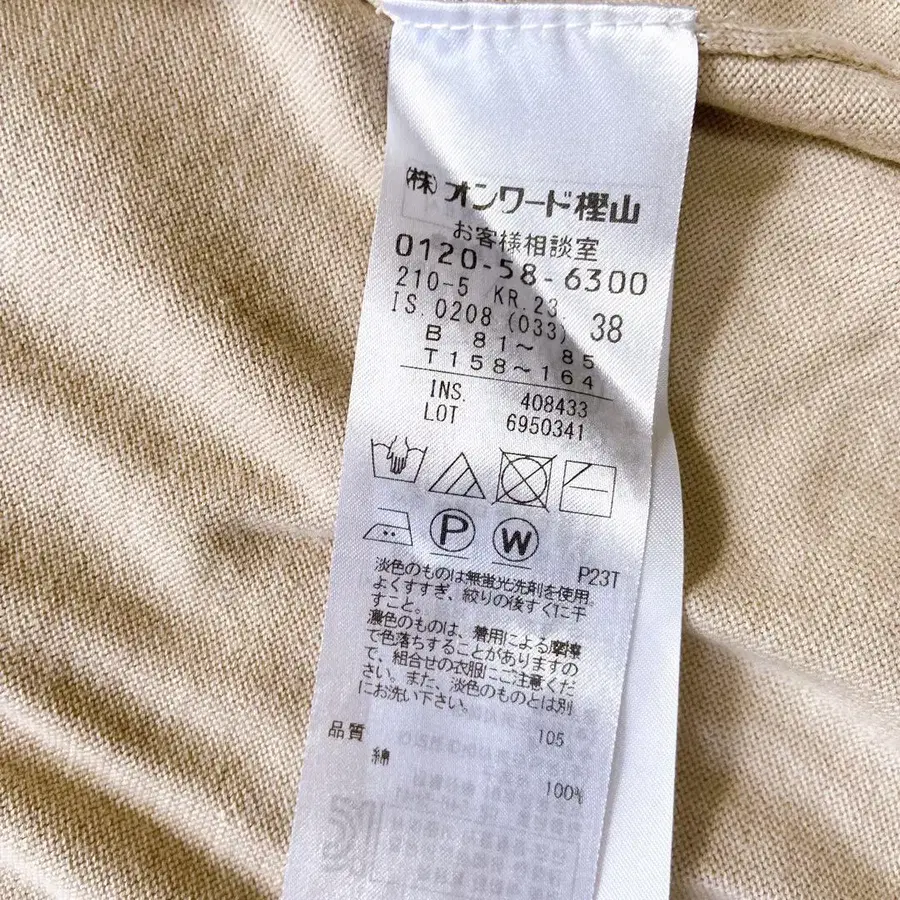 ㈱オンワード樫山
お客様相談室
0120-58-6300
210-5 KR.23
IS.0208 (033) 38
B 81～ 85
T158～164
INS. 408433
LOT 6950341
P
W
P23T
淡色のものは無蛍光洗剤を使用。
よくすすぎ、絞りの後すぐに干
すこと。
濃色のものは、着用による摩擦
で色落ちすることがありますの
で、組合せの衣服にご注意くだ
さい。また、淡色のものとは別
にお洗い下さい。
品質 105
綿 100%